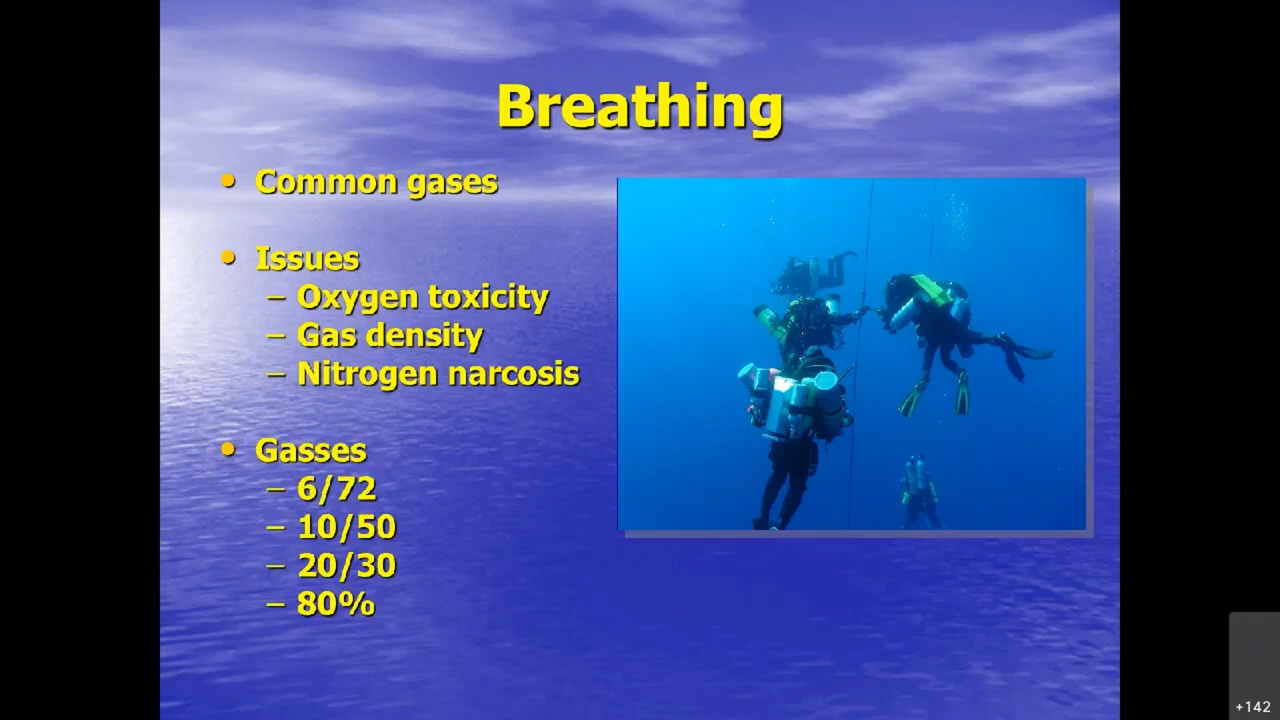 Breathing
• Common gases
• Issues
– Oxygen toxicity
– Gas density
– Nitrogen narcosis
• Gasses
– 6/72
– 10/50
– 20/30
– 80%
+142